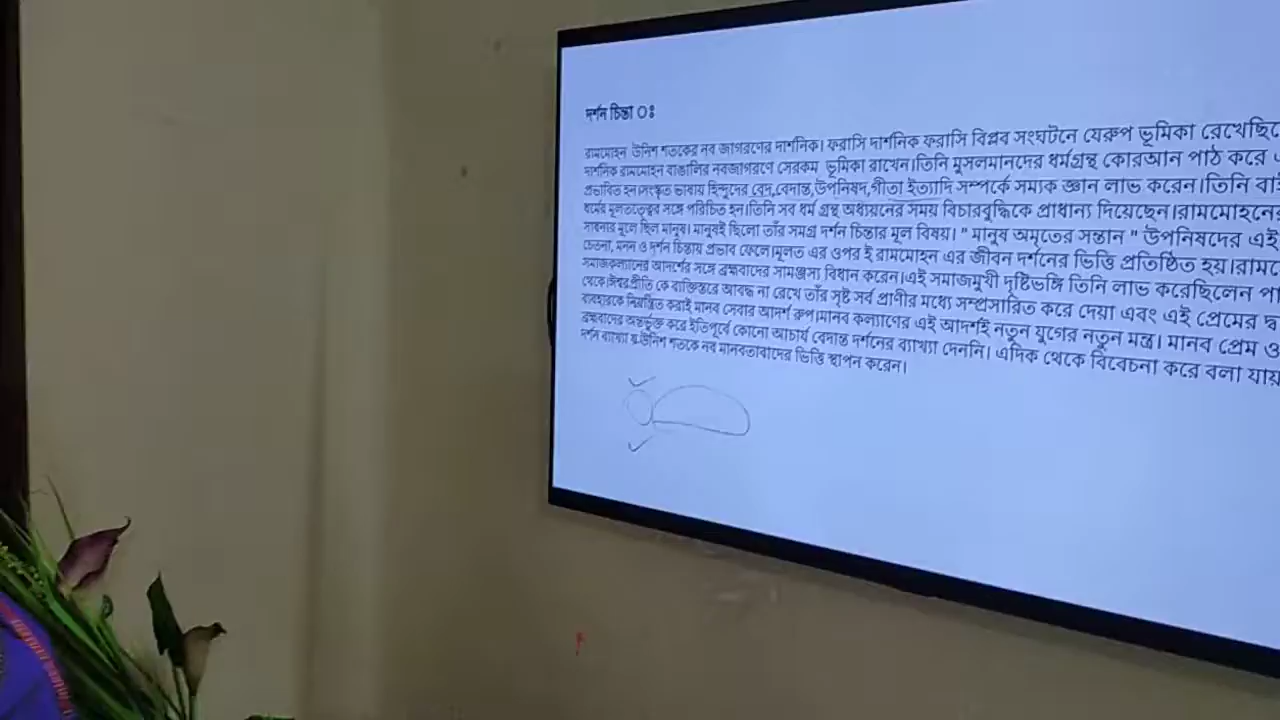 দর্শন চিন্তা ঃ
রামমোহন উনিশ শতকের নব জাগরণের দার্শনিক। ফরাসি দার্শনিক ফরাসি বিপ্লব সংঘটনে যেরুপ ভূমিকা রেখেছি
দার্শনিক রামমোহন বাঙালির নবজাগরণে সেরকম ভূমিকা রাখেন।তিনি মুসলমানদের ধর্মগ্রন্থ কোরআন পাঠ করে
প্রভাবিত হন।সংস্কৃত ভাষায় হিন্দুদের বেদ,বেদান্ত,উপনিষদ,গীতা ইত্যাদি সম্পর্কে সম্যক জ্ঞান লাভ করেন।তিনি বাই
ধর্মের মূলতত্ত্বের সঙ্গে পরিচিত হন।তিনি সব ধর্ম গ্রন্থ অধ্যয়নের সময় বিচারবুদ্ধিকে প্রাধান্য দিয়েছেন।রামমোহনে
সাধনার মুলে ছিল মানুষ। মানুষই ছিলো তাঁর সমগ্র দর্শন চিন্তার মূল বিষয়। " মানুষ অমৃতের সন্তান " উপনিষদের এই
চেতনা, মনন ও দর্শন চিন্তায় প্রভাব ফেলে।মূলত এর ওপর ই রামমোহন এর জীবন দর্শনের ভিত্তি প্রতিষ্ঠিত হয়।রামমো
সমাজকল্যানের আদর্শের সঙ্গে ব্রহ্মবাদের সামঞ্জস্য বিধান করেন।এই সমাজমুখী দৃষ্টিভঙ্গি তিনি লাভ করেছিলেন পা
থেকে।ঈশ্বরপ্রীতি কে ব্যক্তিস্তরে আবদ্ধ না রেখে তাঁর সৃষ্ট সর্ব প্রাণীর মধ্যে সম্প্রসারিত করে দেয়া এবং এই প্রেমের দ্ব
ব্যবহারকে নিয়ন্ত্রিত করাই মানব সেবার আদর্শ রুপ।মানব কল্যাণের এই আদর্শই নতুন যুগের নতুন মন্ত্র। মানব প্রেম ও
ব্রহ্মবাদের অন্তর্ভুক্ত করে ইতিপূর্বে কোনো আচার্য বেদান্ত দর্শনের ব্যাখ্যা দেননি। এদিক থেকে বিবেচনা করে বলা যায়
দর্শন ব্যাখ্যা য় উনিশ শতকে নব মানবতাবাদের ভিত্তি স্থাপন করেন।